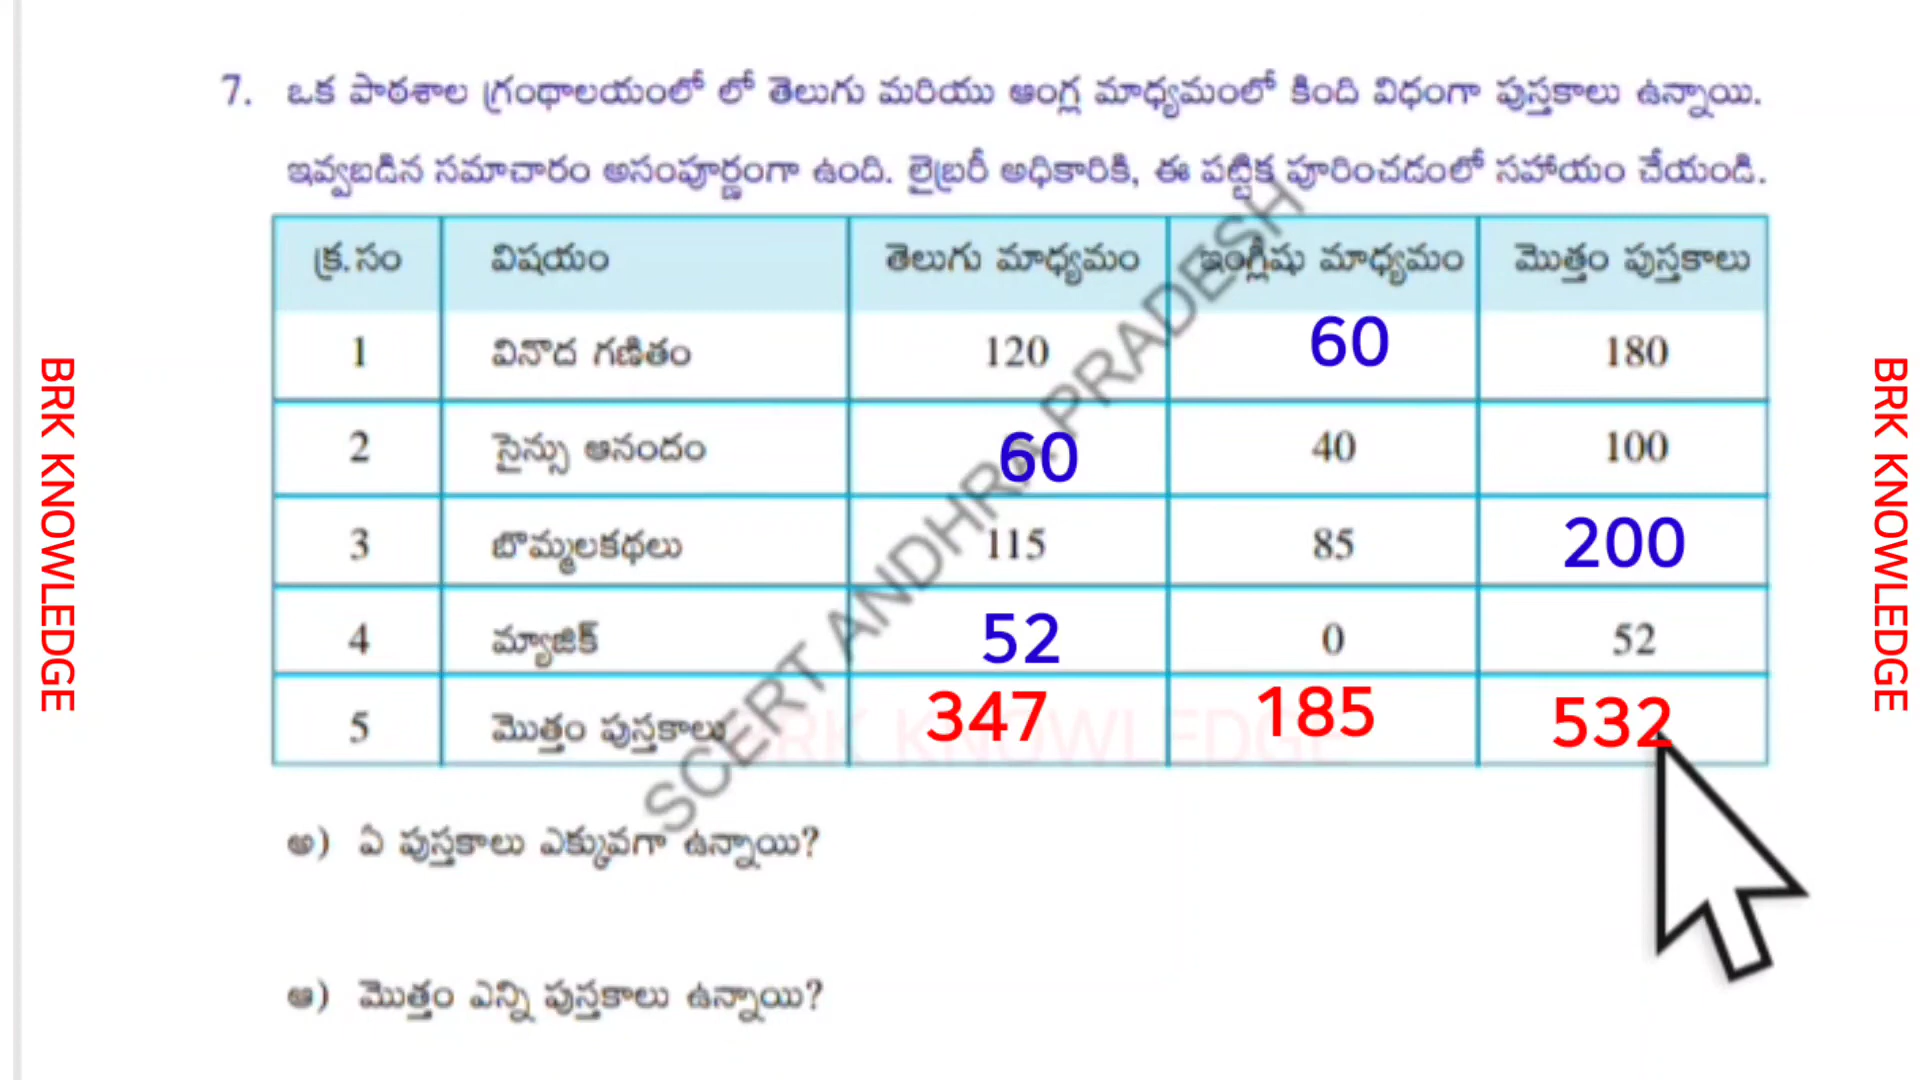 7. ఒక పాఠశాల గ్రంథాలయంలో లో తెలుగు మరియు ఆంగ్ల మాధ్యమంలో కింది విధంగా పుస్తకాలు ఉన్నాయి.
ఇవ్వబడిన సమాచారం అసంపూర్ణంగా ఉంది. లైబ్రరీ అధికారికి, ఈ పట్టిక పూరించడంలో సహాయం చేయండి.
క్ర.సం విషయం తెలుగు మాధ్యమం ఇంగ్లీషు మాధ్యమం మొత్తం పుస్తకాలు
1 వినొద గణితం 120 60 180
2 సైన్సు ఆనందం 60 40 100
3 బొమ్మలకథలు 115 85 200
4 మ్యాజిక్ 52 0 52
5 మొత్తం పుస్తకాలు 347 185 532
అ) ఏ పుస్తకాలు ఎక్కువగా ఉన్నాయి?
ఆ) మొత్తం ఎన్ని పుస్తకాలు ఉన్నాయి?
SCERT ANDHRA PRADESH
BRK KNOWLEDGE
BRK KNOWLEDGE
BRK KNOWLEDGE